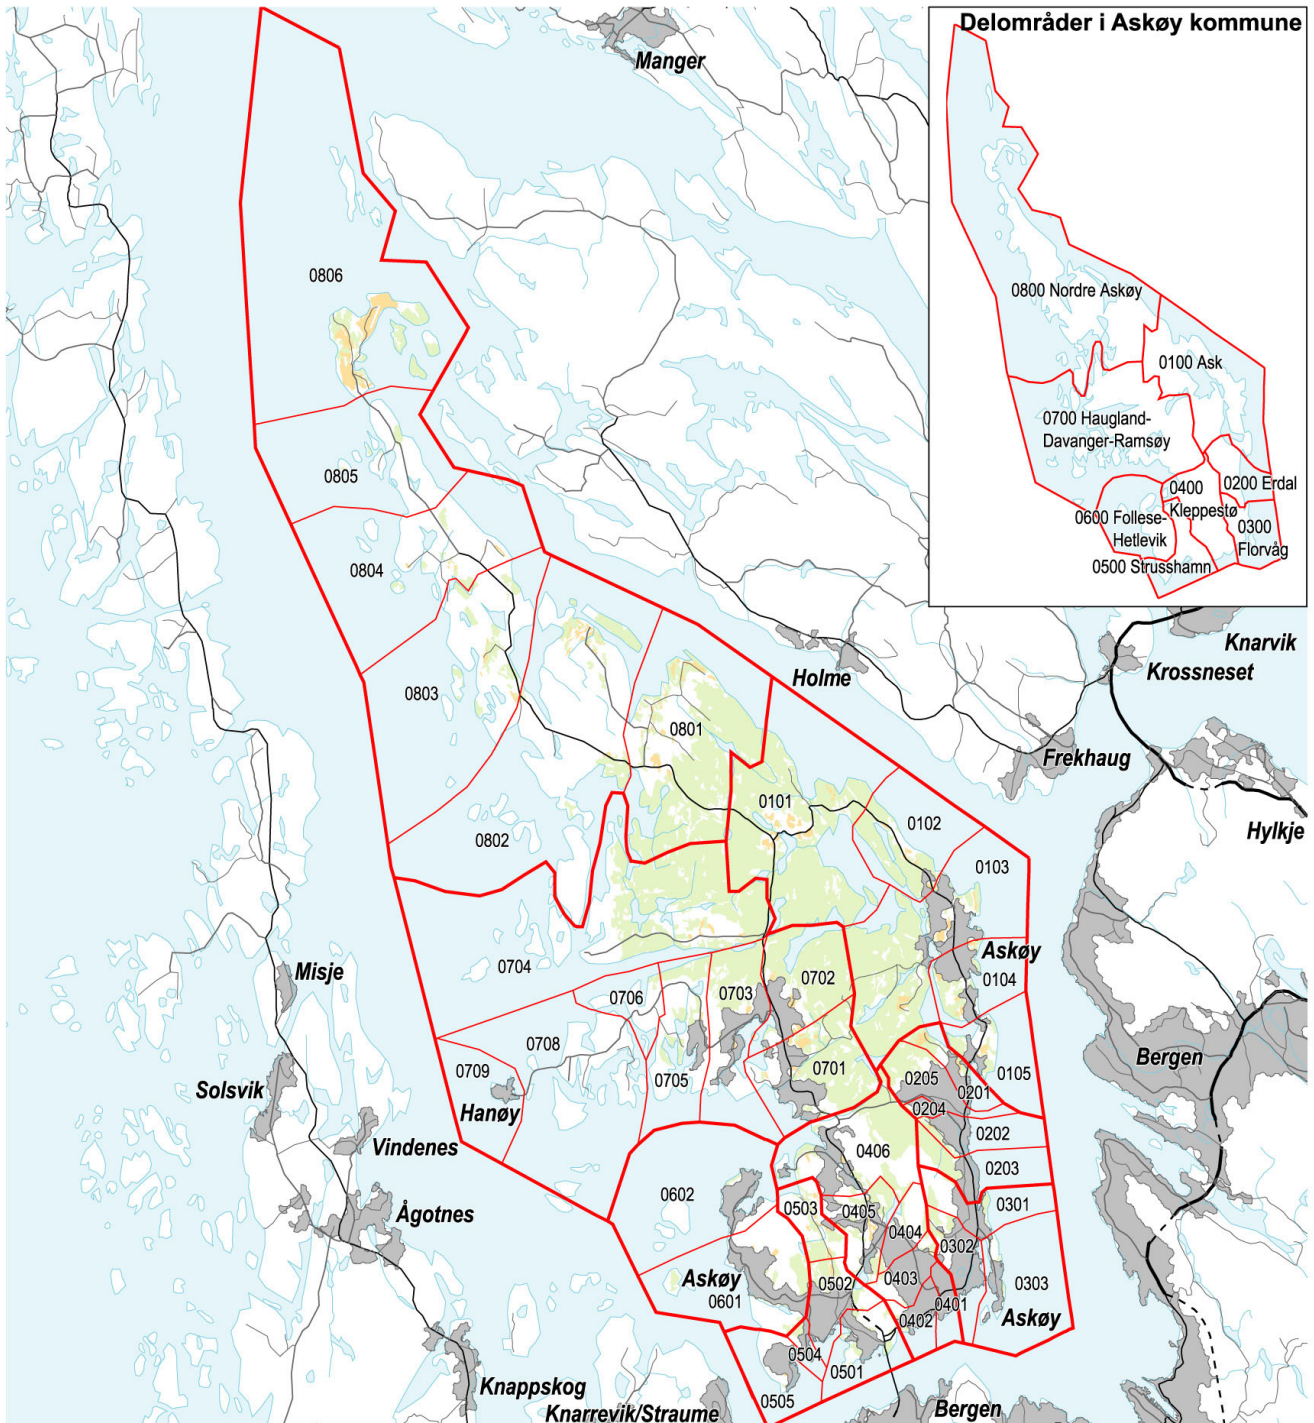 Delområder i Askøy kommune
0800 Nordre Askøy
0100 Ask
0700 Haugland-
Davanger-Ramsøy
0400
Kleppestø
0200 Erdal
0600 Follese-
Hetlevik
0300
Florvåg
0500 Strusshamn
Manger
0806
0805
0804
0803
Holme
Knarvik
Krossneset
0801
Frekhaug
0101
0102
Hylkje
0802
0103
Askøy
0704
Misje
0702
0104
0706
0703
0708
Bergen
0709
0705
0701
0205
0105
Solsvik
Hanøy
0201
0204
Vindenes
0202
0406
0203
0602
Ågotnes
0503
0405
0301
0404
0302
Askøy
0502
0403
0303
0601
0401
0402
Askøy
0504
0501
Knappskog
0505
Knarrevik/Straume
Bergen